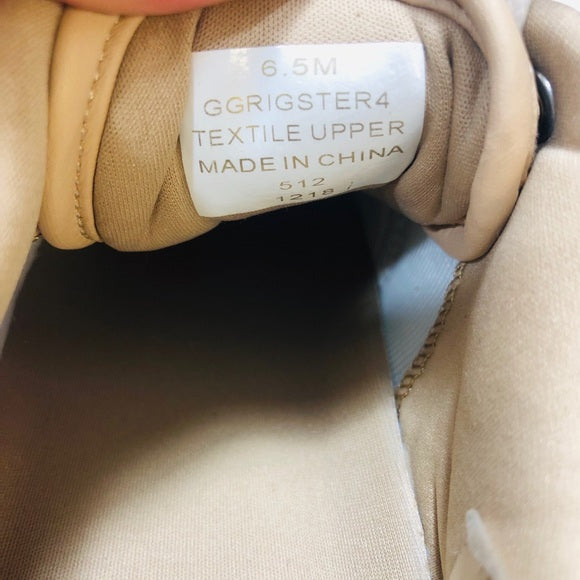 6.5M
GGRIGSTER4
TEXTILE UPPER
MADE IN CHINA
512
1218